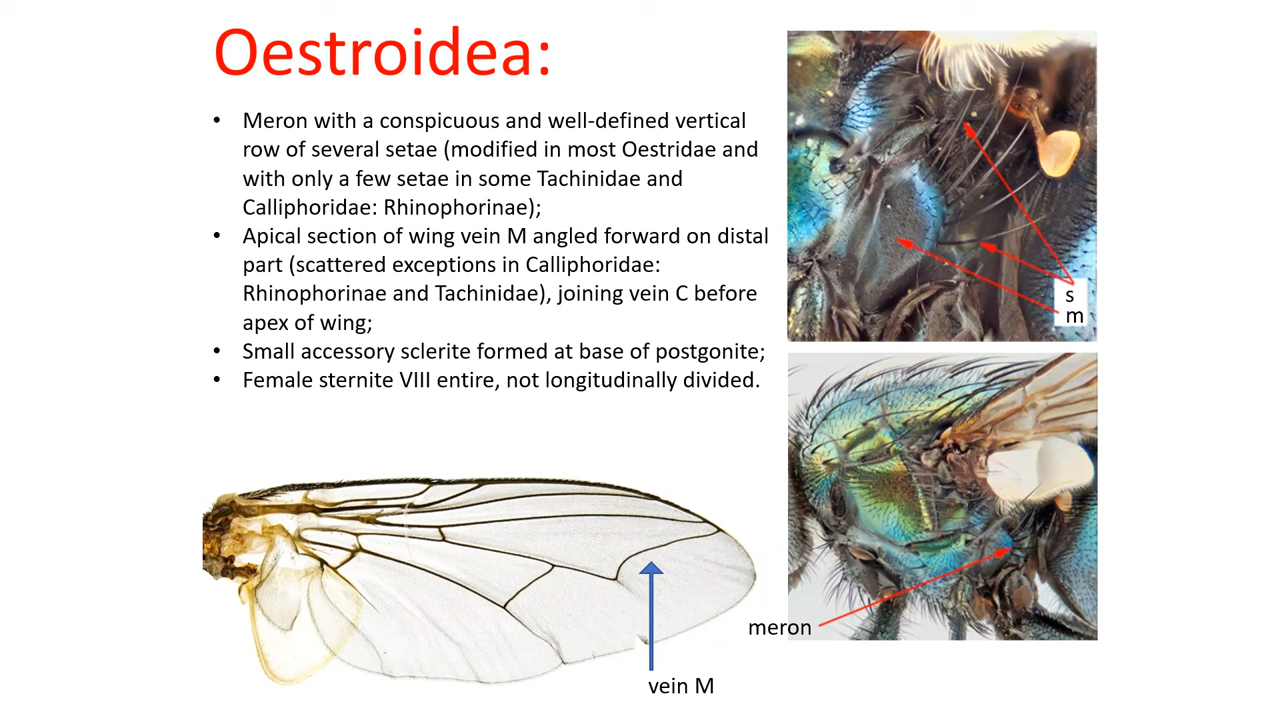 Oestroidea:
• Meron with a conspicuous and well-defined vertical
row of several setae (modified in most Oestridae and
with only a few setae in some Tachinidae and
Calliphoridae: Rhinophorinae);
• Apical section of wing vein M angled forward on distal
part (scattered exceptions in Calliphoridae:
Rhinophorinae and Tachinidae), joining vein C before
apex of wing;
• Small accessory sclerite formed at base of postgonite;
• Female sternite VIII entire, not longitudinally divided.
s
m
meron
vein M